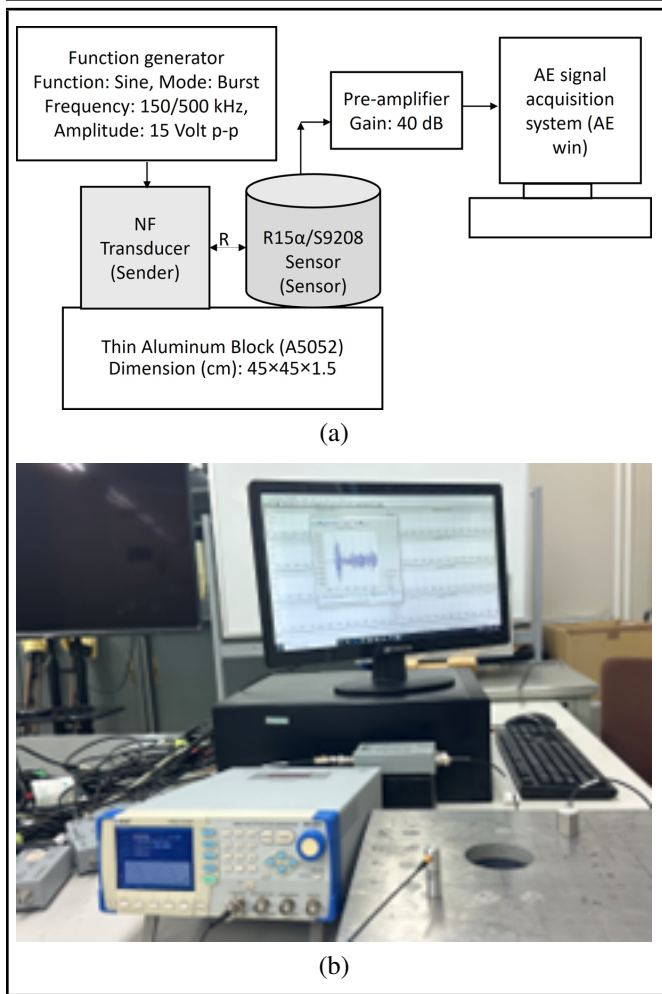 Function generator
Function: Sine, Mode: Burst
Frequency: 150/500 kHz,
Amplitude: 15 Volt p-p
Pre-amplifier
Gain: 40 dB
AE signal
acquisition
system (AE
win)
NF
Transducer
(Sender)
R
R15α/S9208
Sensor
(Sensor)
Thin Aluminum Block (A5052)
Dimension (cm): 45×45×1.5
(a)
(b)